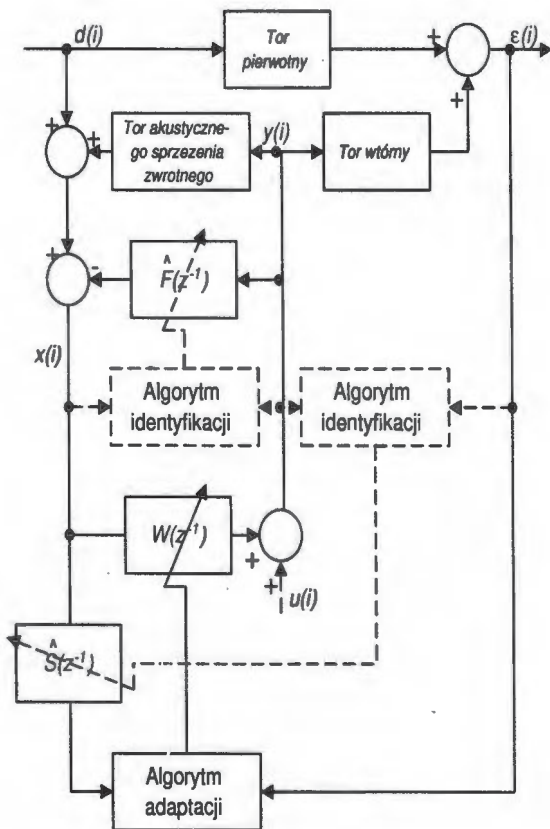 d(i)
Tor
pierwotny
+
ε(i)
+
+
+
Tor akustyczne-
go sprzezenia
zwrotnego
y(i)
Tor wtórny
+
-
F̂(z⁻¹)
x(i)
Algorytm
identyfikacji
Algorytm
identyfikacji
W(z⁻¹)
+
+
u(i)
Ŝ(z⁻¹)
Algorytm
adaptacji